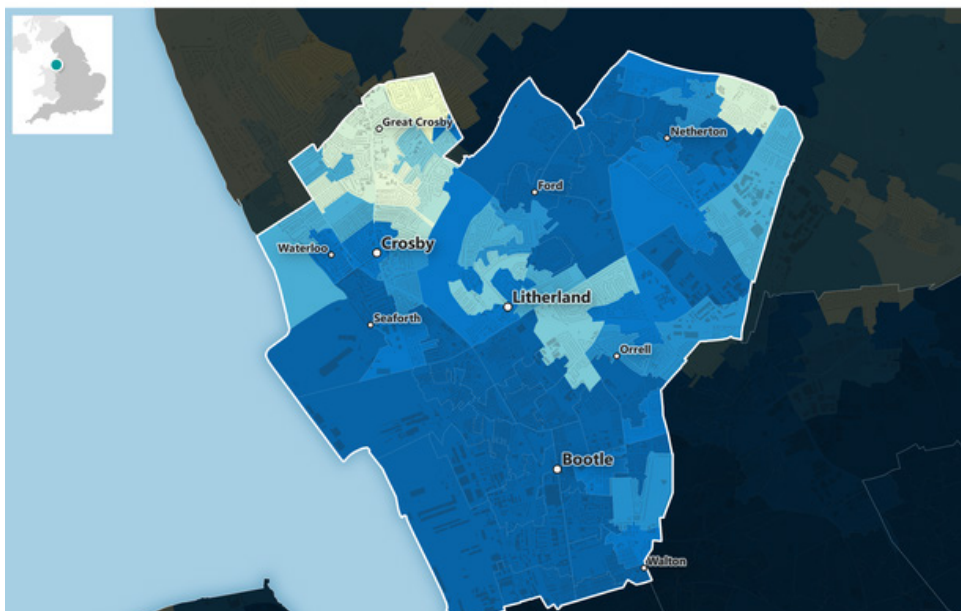 Great Crosby
Netherton
Ford
Waterloo
Crosby
Litherland
Seaforth
Orrell
Bootle
Walton